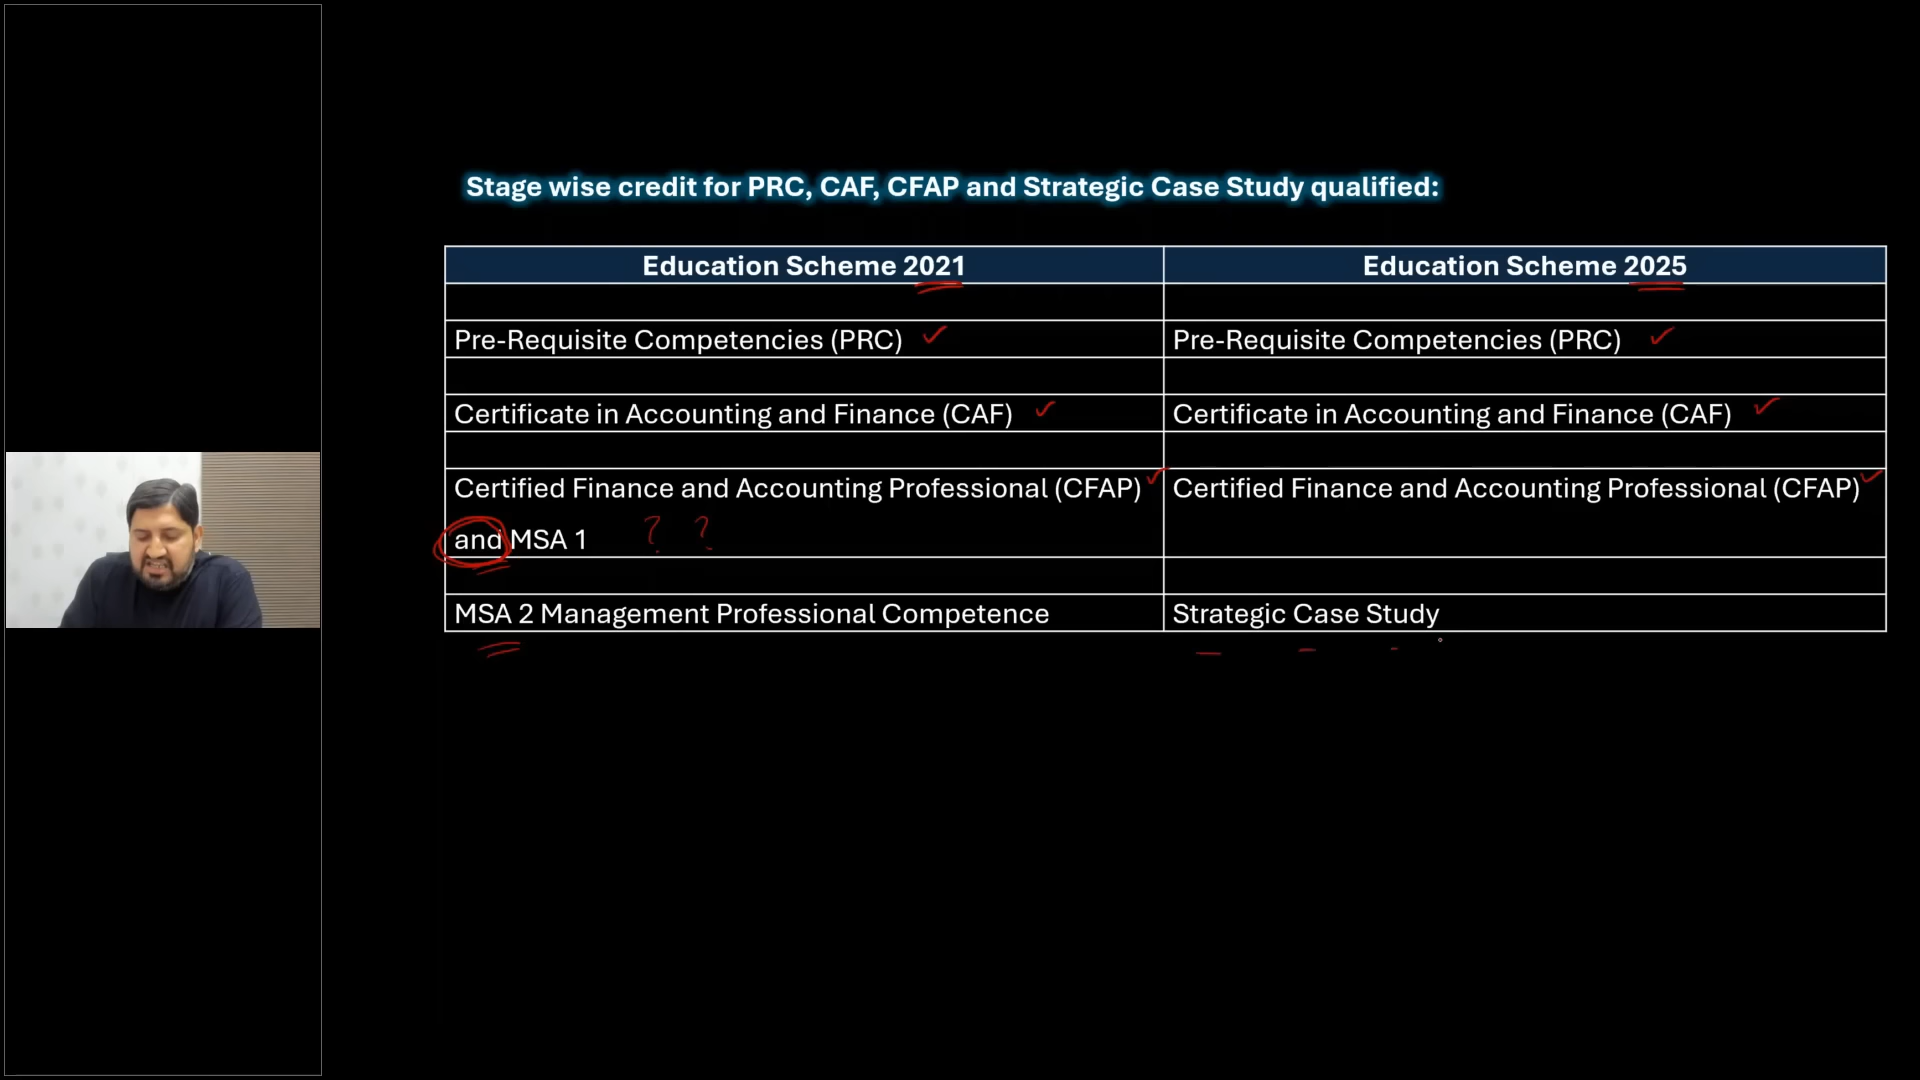 Stage wise credit for PRC, CAF, CFAP and Strategic Case Study qualified:
Education Scheme 2021
Education Scheme 2025
Pre-Requisite Competencies (PRC)
Pre-Requisite Competencies (PRC)
Certificate in Accounting and Finance (CAF)
Certificate in Accounting and Finance (CAF)
Certified Finance and Accounting Professional (CFAP)
and MSA 1 ? ?
Certified Finance and Accounting Professional (CFAP)
MSA 2 Management Professional Competence
Strategic Case Study